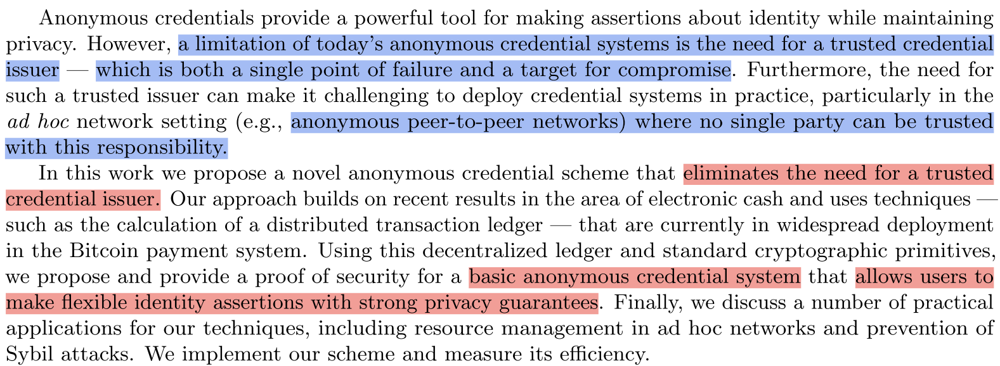 Anonymous credentials provide a powerful tool for making assertions about identity while maintaining
privacy. However, a limitation of today's anonymous credential systems is the need for a trusted credential
issuer — which is both a single point of failure and a target for compromise. Furthermore, the need for
such a trusted issuer can make it challenging to deploy credential systems in practice, particularly in the
ad hoc network setting (e.g., anonymous peer-to-peer networks) where no single party can be trusted
with this responsibility.
In this work we propose a novel anonymous credential scheme that eliminates the need for a trusted
credential issuer. Our approach builds on recent results in the area of electronic cash and uses techniques —
such as the calculation of a distributed transaction ledger — that are currently in widespread deployment
in the Bitcoin payment system. Using this decentralized ledger and standard cryptographic primitives,
we propose and provide a proof of security for a basic anonymous credential system that allows users to
make flexible identity assertions with strong privacy guarantees. Finally, we discuss a number of practical
applications for our techniques, including resource management in ad hoc networks and prevention of
Sybil attacks. We implement our scheme and measure its efficiency.